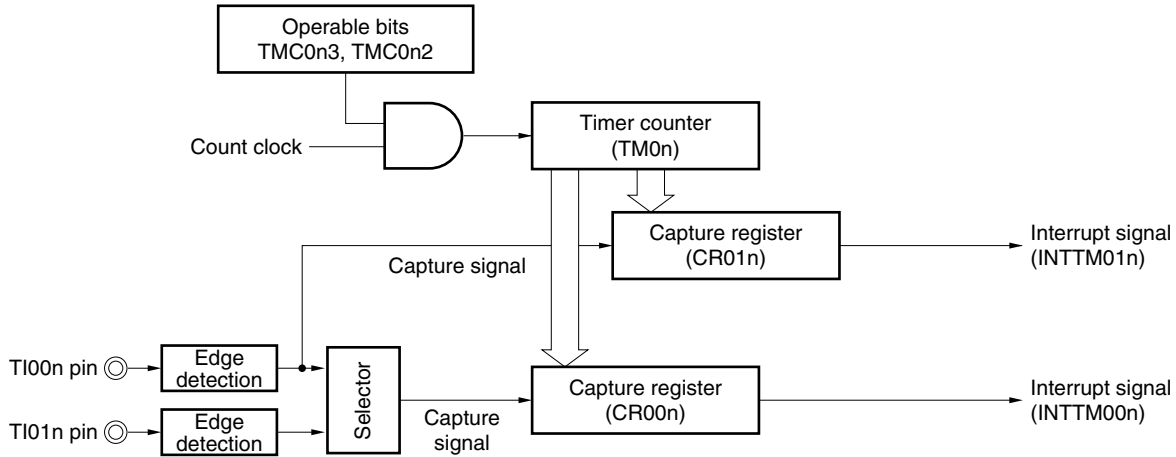 Operable bits
TMC0n3, TMC0n2
Count clock
Timer counter
(TM0n)
Capture register
(CR01n)
Interrupt signal
(INTTM01n)
Capture signal
TI00n pin
Edge
detection
Selector
Capture register
(CR00n)
Interrupt signal
(INTTM00n)
TI01n pin
Edge
detection
Capture
signal